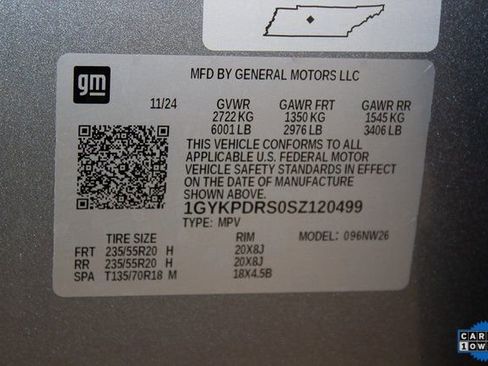 gm
MFD BY GENERAL MOTORS LLC
11/24 GVWR GAWR FRT GAWR RR
2722 KG 1350 KG 1545 KG
6001 LB 2976 LB 3406 LB
THIS VEHICLE CONFORMS TO ALL
APPLICABLE U.S. FEDERAL MOTOR
VEHICLE SAFETY STANDARDS IN EFFECT
ON THE DATE OF MANUFACTURE
SHOWN ABOVE.
1GYKPDRS0SZ120499
TYPE: MPV
TIRE SIZE RIM MODEL: 096NW26
FRT 235/55R20 H 20X8J
RR 235/55R20 H 20X8J
SPA T135/70R18 M 18X4.5B
CAR
1 OW